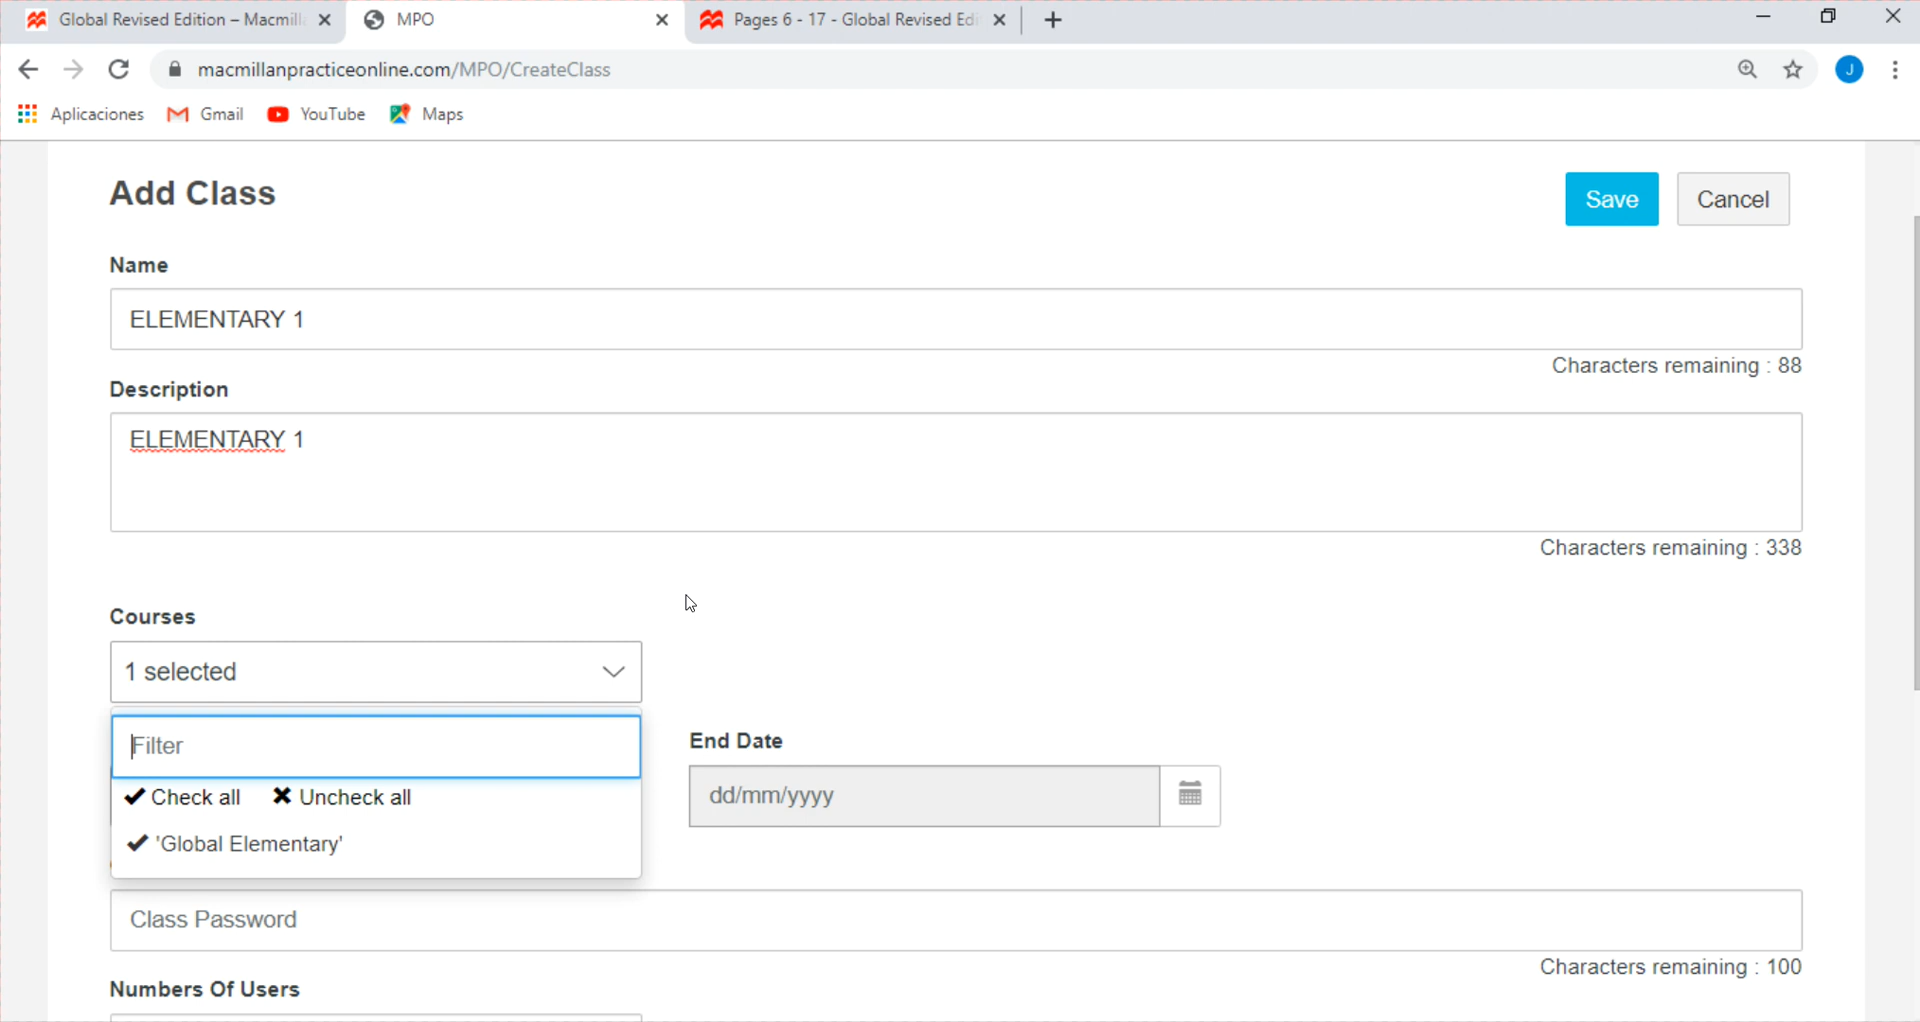 Global Revised Edition – Macmill
MPO
Pages 6 - 17 - Global Revised Edi
macmillanpracticeonline.com/MPO/CreateClass
J
Aplicaciones
Gmail
YouTube
Maps
Add Class
Save
Cancel
Name
ELEMENTARY 1
Characters remaining : 88
Description
ELEMENTARY 1
Characters remaining : 338
Courses
1 selected
Filter
Check all
Uncheck all
'Global Elementary'
End Date
dd/mm/yyyy
Class Password
Characters remaining : 100
Numbers Of Users